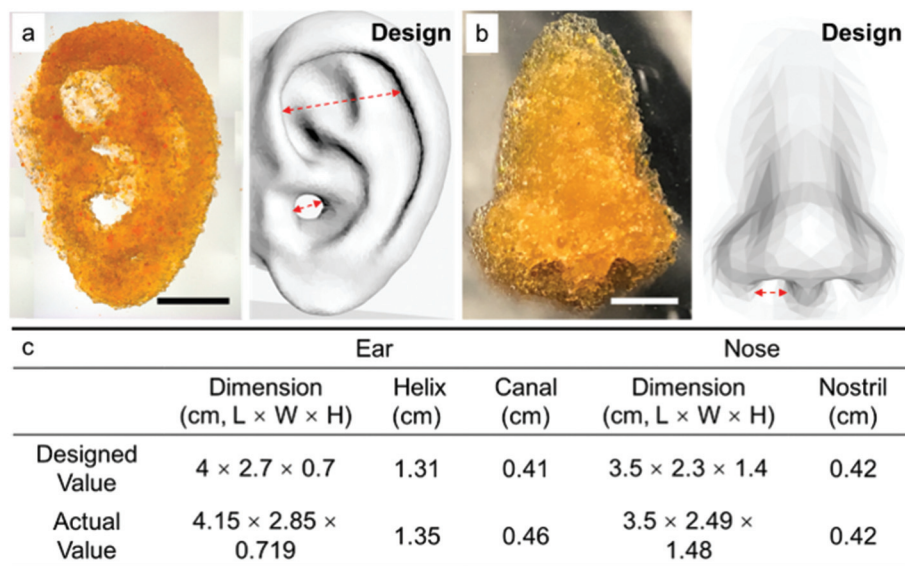 a
Design
b
Design
c
Ear
Nose
Dimension Helix Canal Dimension Nostril
(cm, L × W × H) (cm) (cm) (cm, L × W × H) (cm)
Designed
Value
4 × 2.7 × 0.7 1.31 0.41 3.5 × 2.3 × 1.4 0.42
Actual
Value
4.15 × 2.85 ×
0.719
1.35 0.46
3.5 × 2.49 ×
1.48
0.42